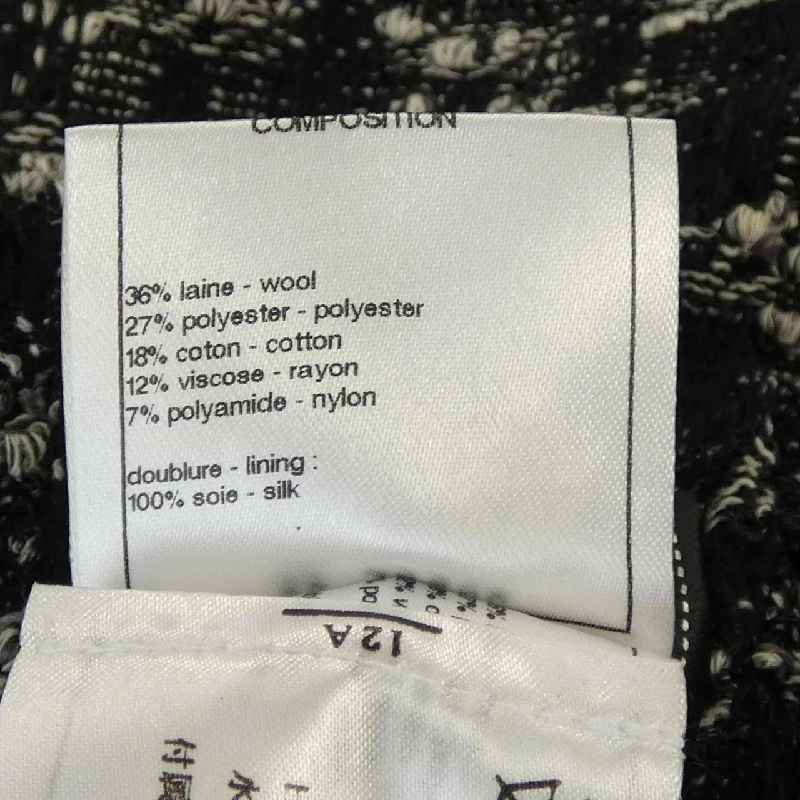 COMPOSITION
36% laine - wool
27% polyester - polyester
18% coton - cotton
12% viscose - rayon
7% polyamide - nylon
doublure - lining :
100% soie - silk
12A